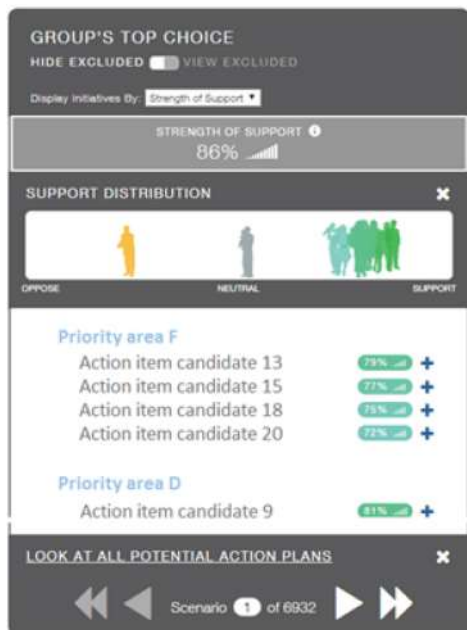 GROUP'S TOP CHOICE
HIDE EXCLUDED VIEW EXCLUDED
Display Initiatives By: Strength of Support
STRENGTH OF SUPPORT
86%
SUPPORT DISTRIBUTION
OPPOSE NEUTRAL SUPPORT
Priority area F
Action item candidate 13 79%
Action item candidate 15 77%
Action item candidate 18 75%
Action item candidate 20 72%
Priority area D
Action item candidate 9 81%
LOOK AT ALL POTENTIAL ACTION PLANS
Scenario 1 of 6932